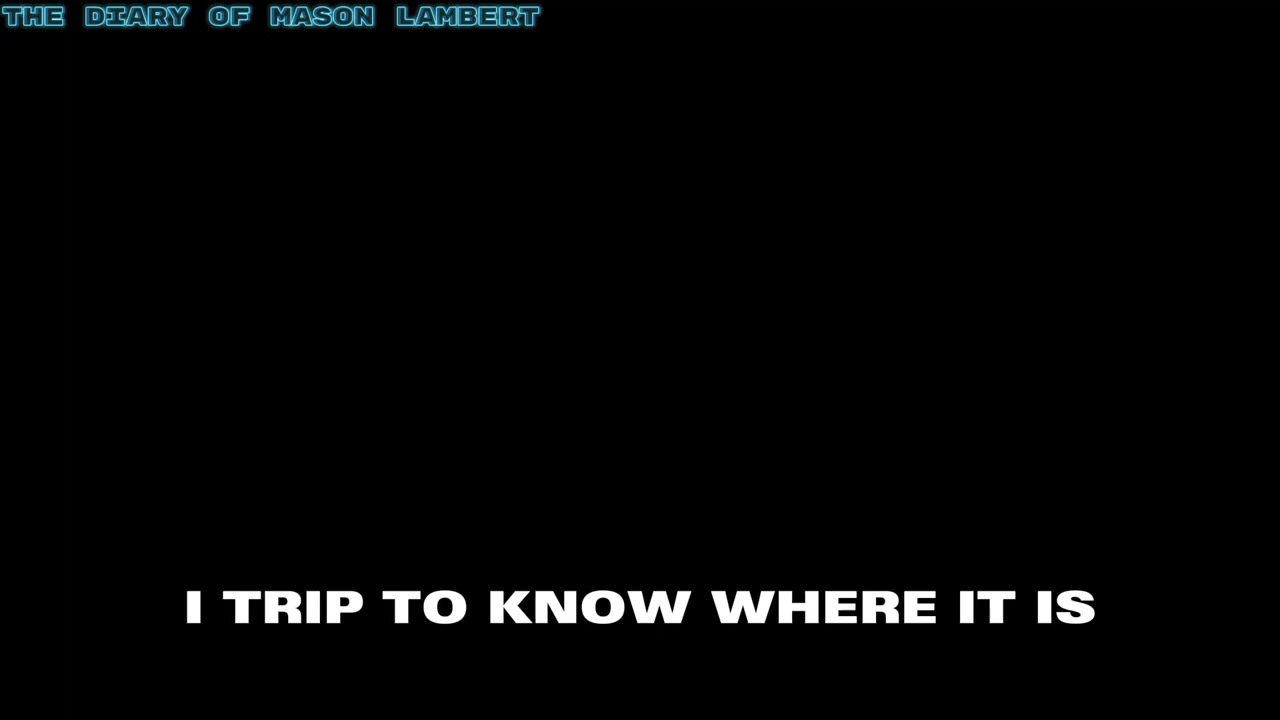 THE DIARY OF MASON LAMBERT
I TRIP TO KNOW WHERE IT IS